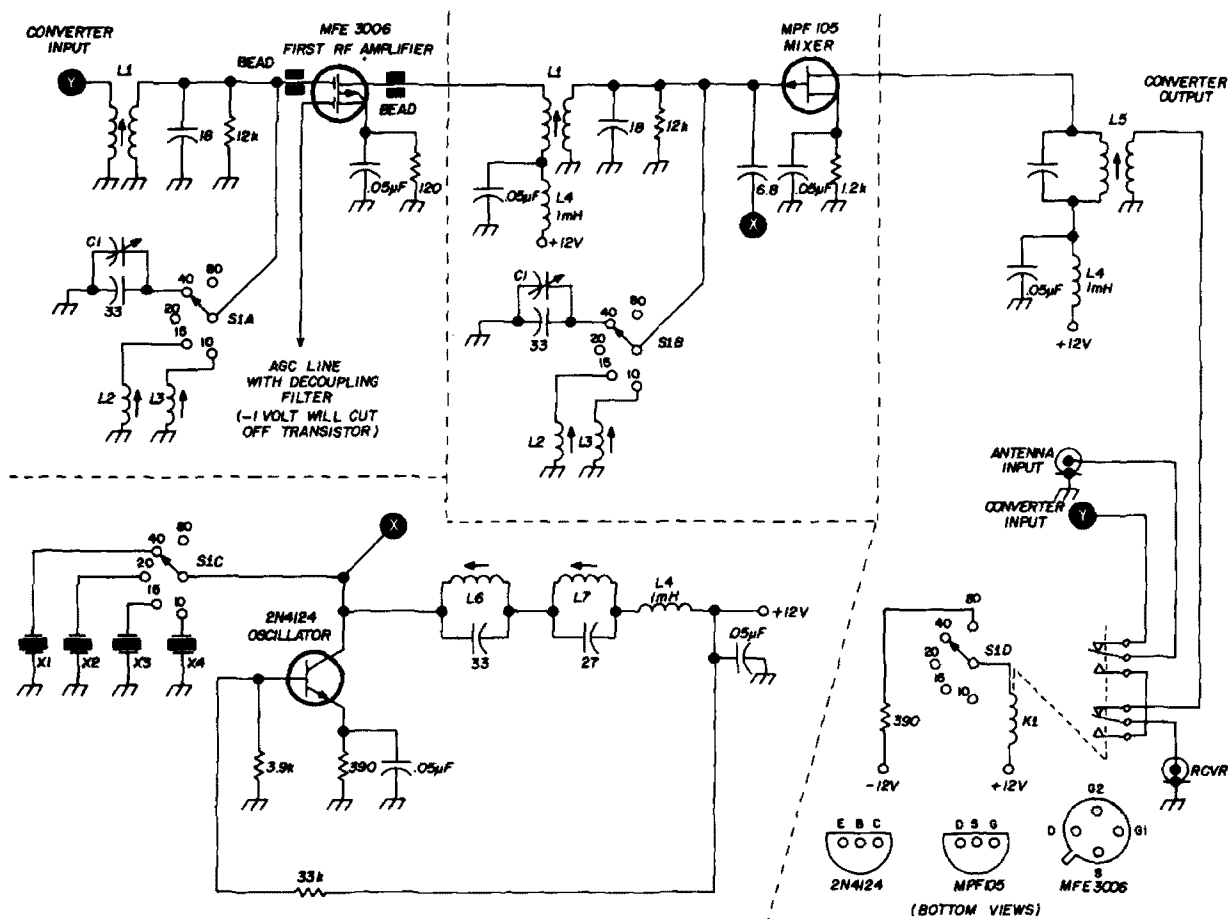 CONVERTER
INPUT
Y
L1
BEAD
MFE 3006
FIRST RF AMPLIFIER
BEAD
18
12k
.05µF
120
C1
33
80
40
20
15
10
S1A
L2
L3
AGC LINE
WITH DECOUPLING
FILTER
(-1 VOLT WILL CUT
OFF TRANSISTOR)
L1
18
12k
.05µF
L4
1mH
+12V
MPF 105
MIXER
6.8
X
.05µF
1.2k
C1
33
80
40
20
15
10
S1B
L2
L3
CONVERTER
OUTPUT
L5
.05µF
L4
1mH
+12V
80
40
20
15
10
S1C
X1
X2
X3
X4
X
2N4124
OSCILLATOR
3.9k
390
.05µF
33k
L6
33
L7
27
L4
1mH
+12V
.05µF
ANTENNA
INPUT
CONVERTER
INPUT
Y
80
40
20
15
10
S1D
390
-12V
K1
+12V
RCVR
E B C
2N4124
D S G
MPF105
G2
D
G1
S
MFE3006
(BOTTOM VIEWS)